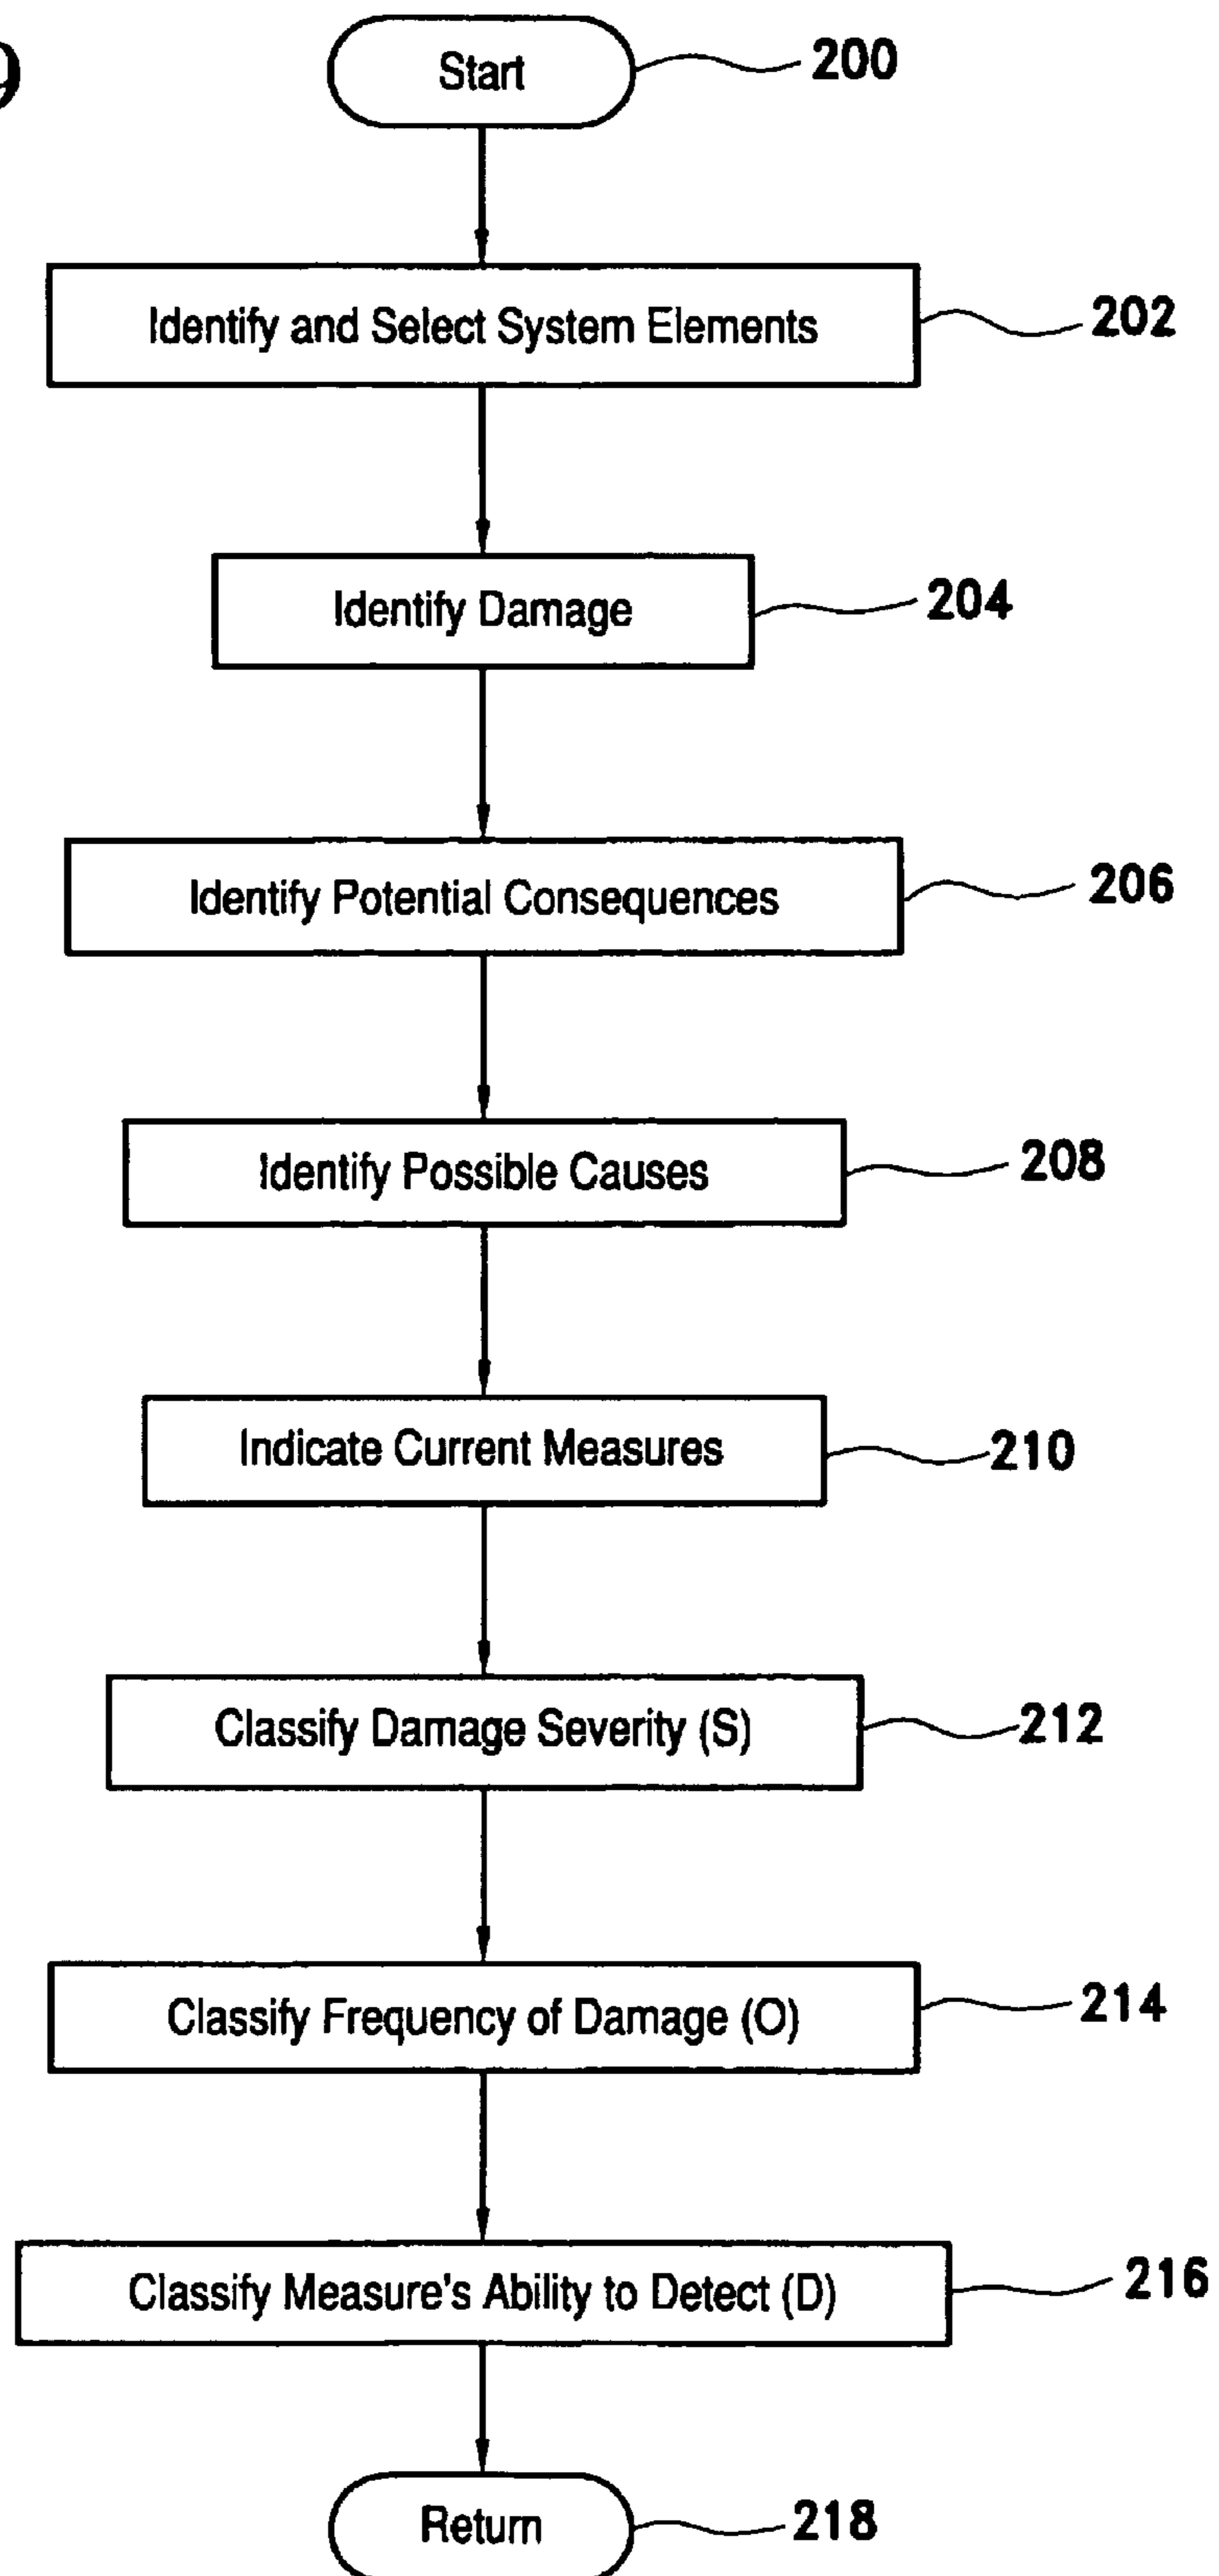 9
Start
200
Identify and Select System Elements
202
Identify Damage
204
Identify Potential Consequences
206
Identify Possible Causes
208
Indicate Current Measures
210
Classify Damage Severity (S)
212
Classify Frequency of Damage (O)
214
Classify Measure's Ability to Detect (D)
216
Return
218